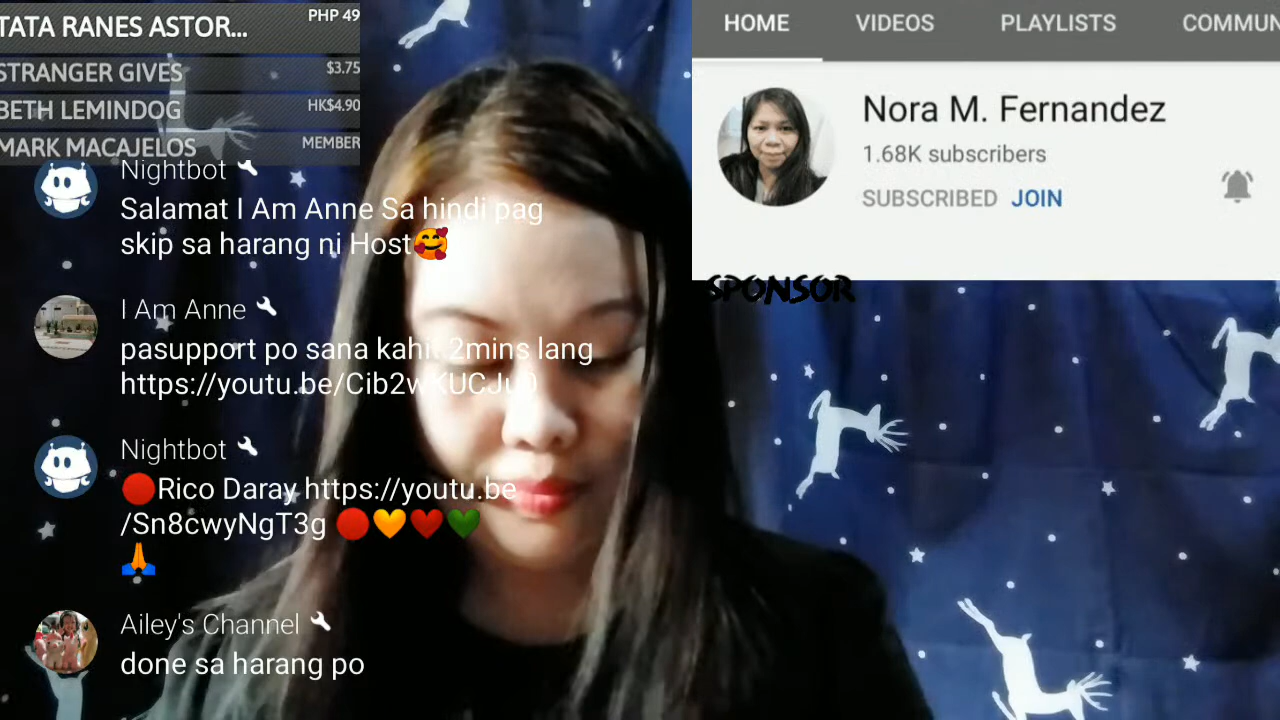 TATA RANES ASTOR...
PHP 49
STRANGER GIVES
$3.75
BETH LEMINDOG
HK$4.90
MARK MACAJELOS
MEMBER
Nightbot
Salamat I Am Anne Sa hindi pag
skip sa harang ni Host🥰
I Am Anne
pasupport po sana kahit 2mins lang
Nightbot
🔴Rico Daray https://youtu.be
/Sn8cwyNgT3g 🔴🧡❤️💚
🙏
Ailey's Channel
done sa harang po
HOME
VIDEOS
PLAYLISTS
COMMUN
Nora M. Fernandez
1.68K subscribers
SUBSCRIBED JOIN
SPONSOR